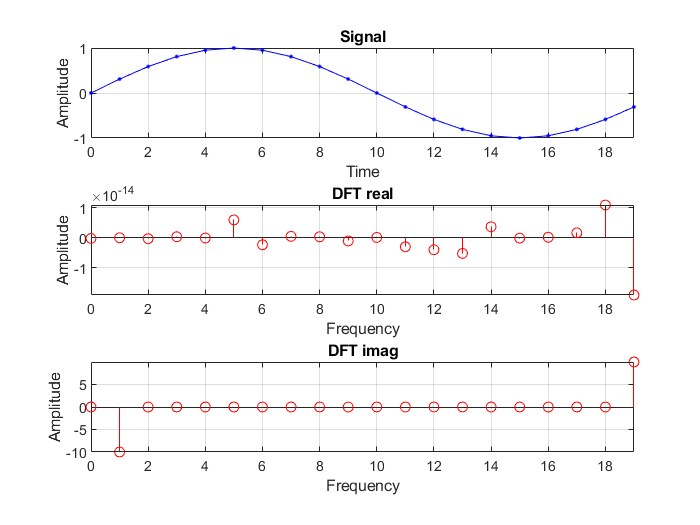 Signal
1
0
-1
Amplitude
0 2 4 6 8 10 12 14 16 18
Time
DFT real
×10^-14
1
0
-1
Amplitude
0 2 4 6 8 10 12 14 16 18
Frequency
DFT imag
5
0
-5
-10
Amplitude
0 2 4 6 8 10 12 14 16 18
Frequency